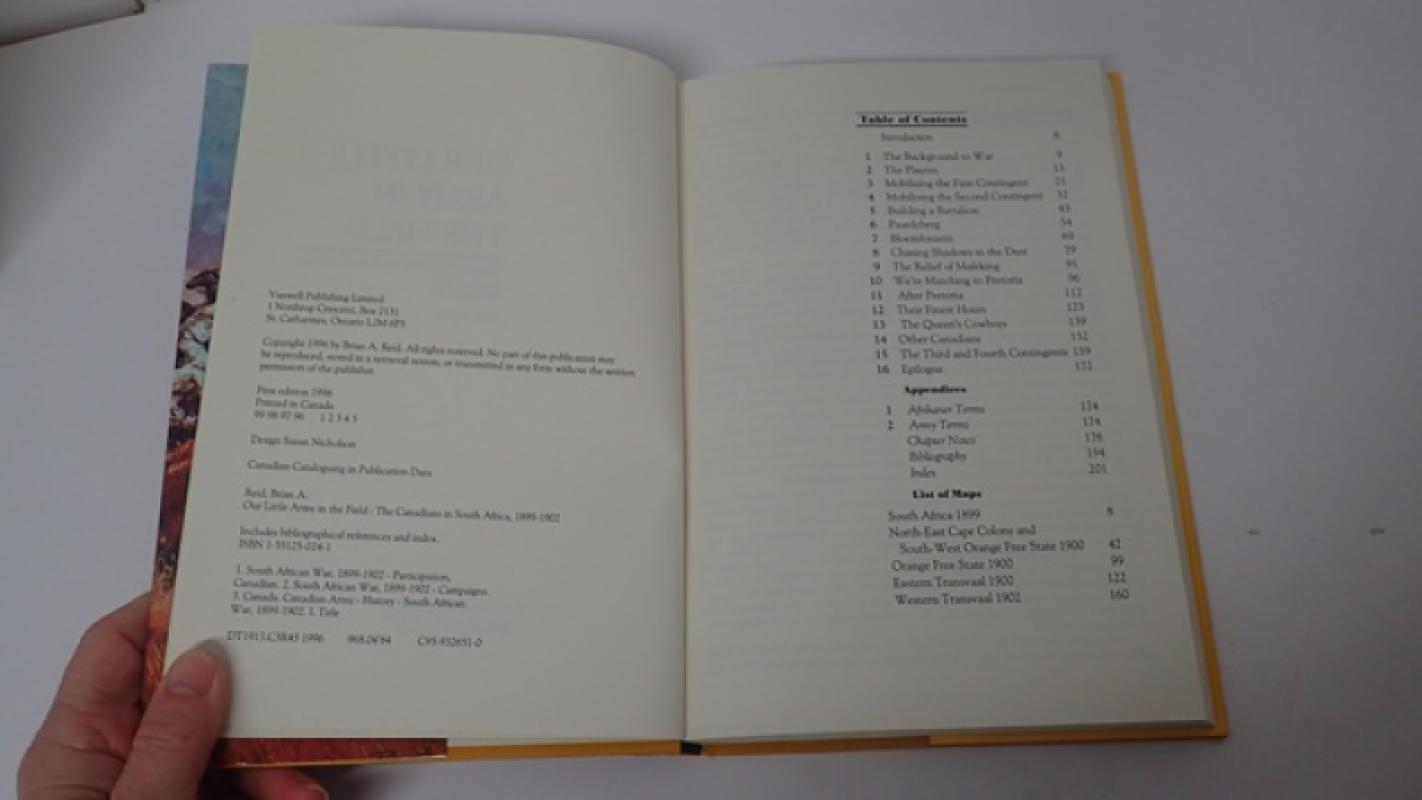 Vanwell Publishing Limited
1 Northrup Crescent, Box 2131
St. Catharines, Ontario L2M 6P5
Copyright 1996 by Brian A. Reid. All rights reserved. No part of this publication may
be reproduced, stored in a retrieval system, or transmitted in any form without the written
permission of the publisher.
First edition 1996
Printed in Canada
99 98 97 96 1 2 3 4 5
Design: Susan Nicholson
Canadian Cataloguing in Publication Data
Reid, Brian A.
Our Little Army in the Field - The Canadians in South Africa, 1899-1902
Includes bibliographical references and index.
ISBN 1-55125-024-1
1. South African War, 1899-1902 - Participation,
Canadian. 2. South African War, 1899-1902 - Campaigns.
3. Canada. Canadian Army - History - South African
War, 1899-1902. I. Title
DT1913.C3R45 1996 968.04'84 C95-932651-0
Table of Contents
Introduction 6
1 The Background to War 9
2 The Players 13
3 Mobilizing the First Contingent 21
4 Mobilizing the Second Contingent 32
5 Building a Battalion 43
6 Paardeberg 54
7 Bloemfontein 69
8 Chasing Shadows in the Dust 79
9 The Relief of Mafeking 91
10 We're Marching to Pretoria 96
11 After Pretoria 112
12 Their Finest Hours 123
13 The Queen's Cowboys 139
14 Other Canadians 152
15 The Third and Fourth Contingents 159
16 Epilogue 172
Appendices
1 Afrikaner Terms 174
2 Army Terms 174
Chapter Notes 176
Bibliography 194
Index 201
List of Maps
South Africa 1899 8
North-East Cape Colony and
South-West Orange Free State 1900 42
Orange Free State 1900 99
Eastern Transvaal 1900 122
Western Transvaal 1902 160